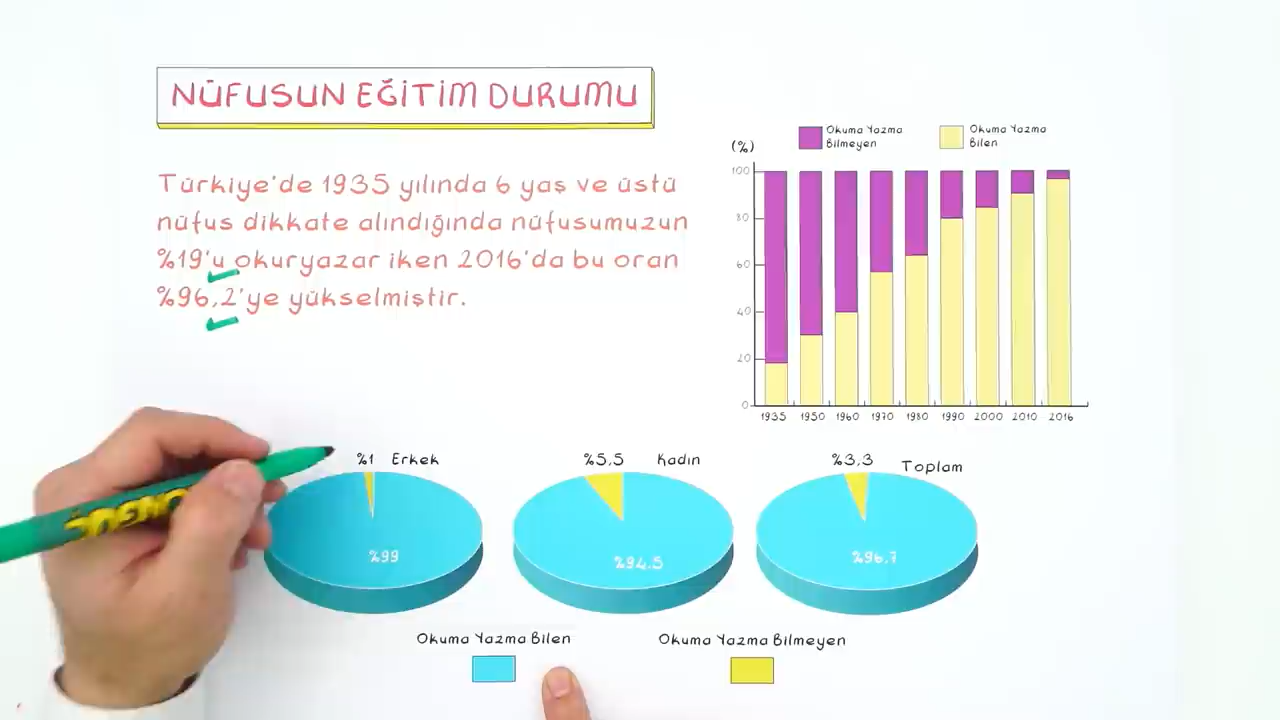 NÜFUSUN EĞİTİM DURUMU
Türkiye'de 1935 yılında 6 yaş ve üstü
nüfus dikkate alındığında nüfusumuzun
%19'u okuryazar iken 2016'da bu oran
%96,2'ye yükselmiştir.
Okuma Yazma
Bilmeyen
Okuma Yazma
Bilen
(%)
100
80
60
40
20
0
1935 1950 1960 1970 1980 1990 2000 2010 2016
%1 Erkek
%99
%5,5 Kadın
%94,5
%3,3 Toplam
%96,7
Okuma Yazma Bilen
Okuma Yazma Bilmeyen